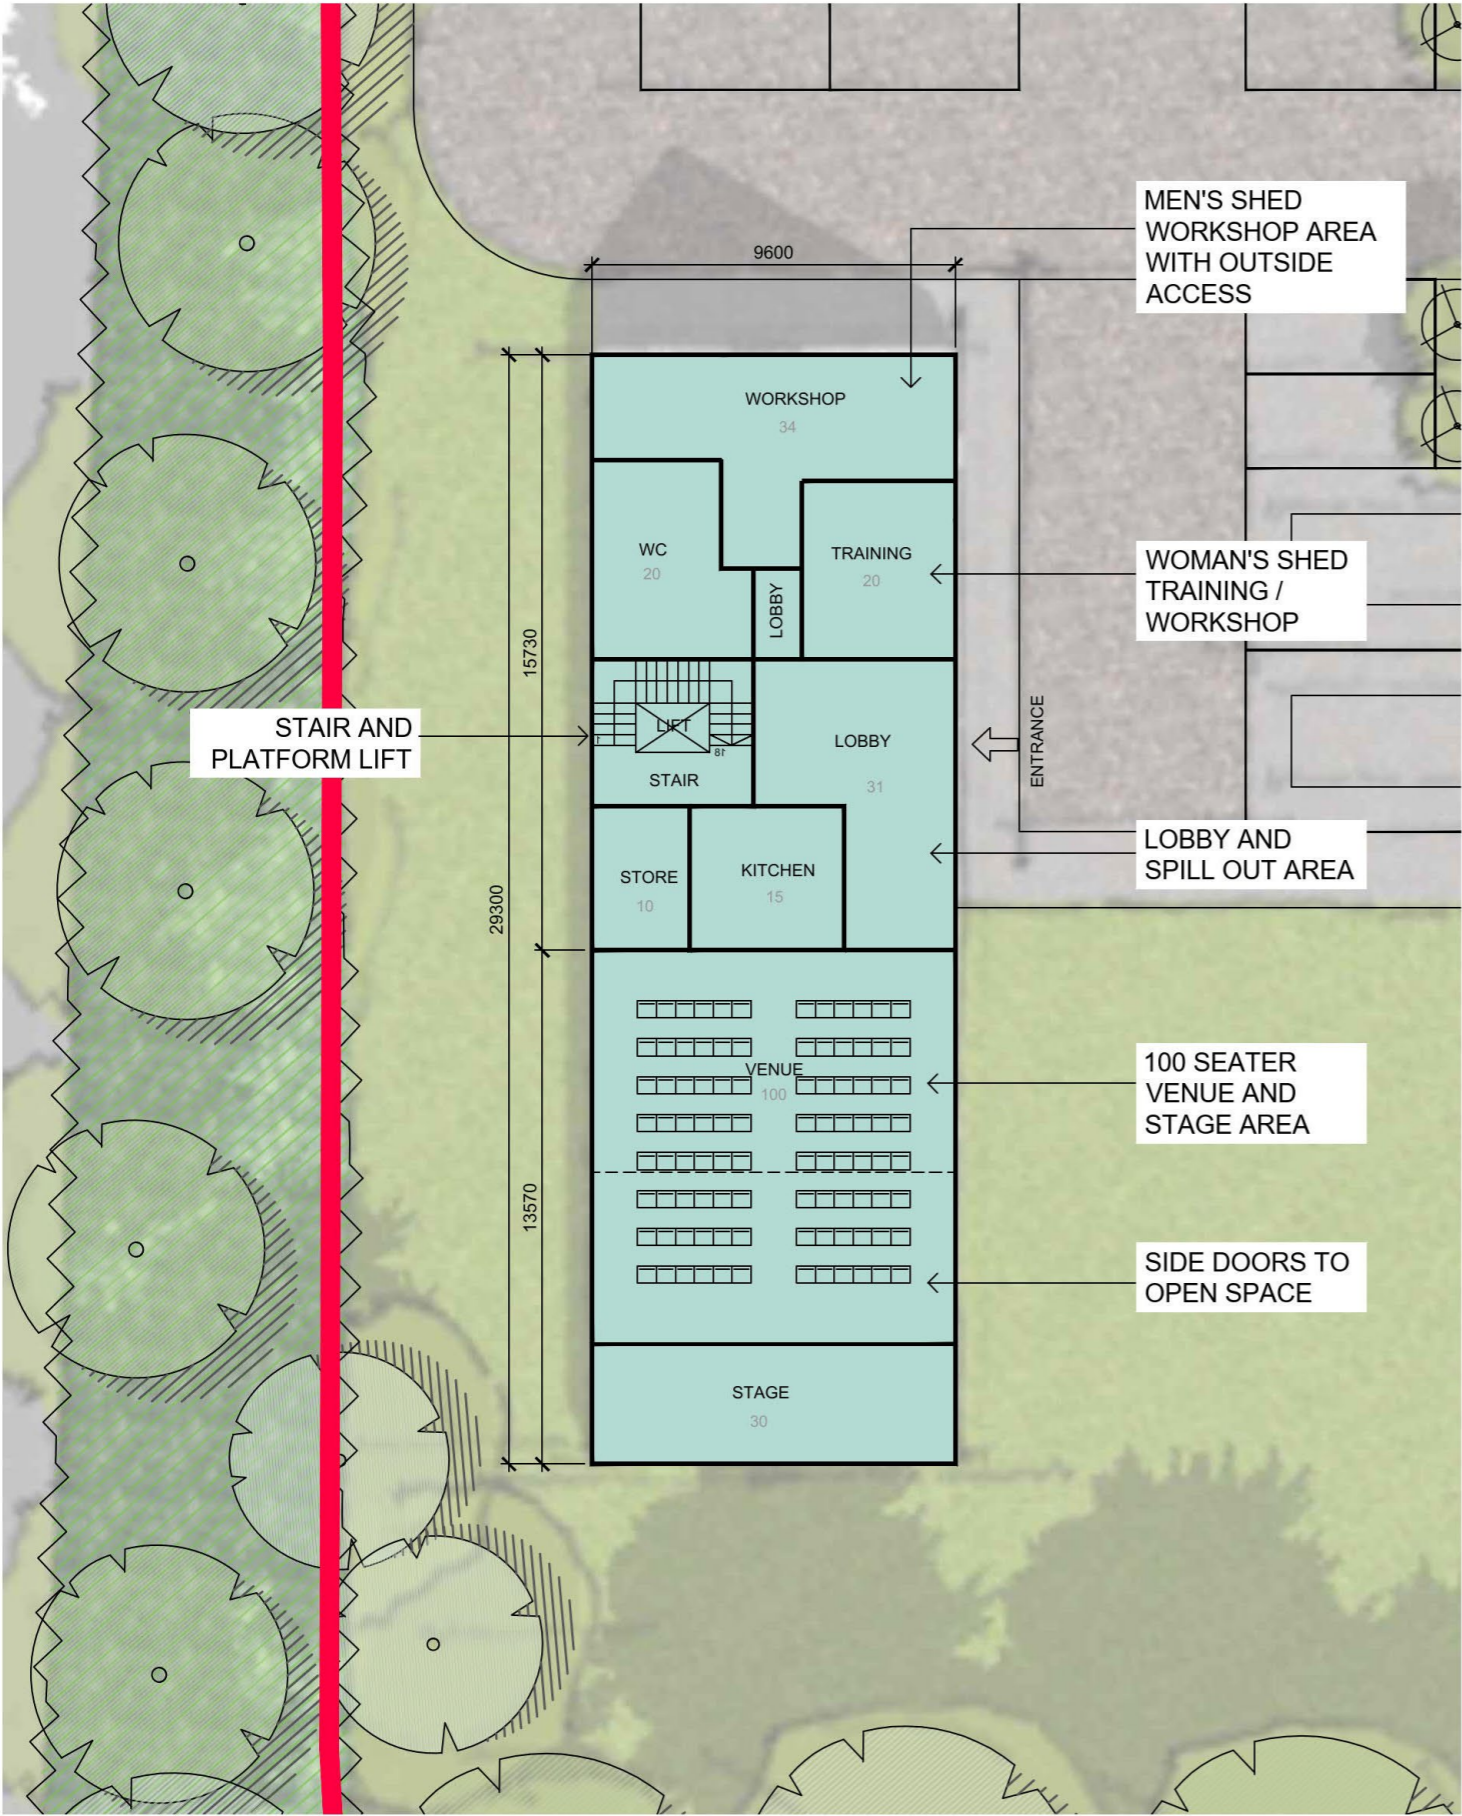 MEN'S SHED
WORKSHOP AREA
WITH OUTSIDE
ACCESS
9600
WORKSHOP
34
WC
20
TRAINING
20
WOMAN'S SHED
TRAINING /
WORKSHOP
LOBBY
15730
STAIR AND
PLATFORM LIFT
LIFT
1
18
STAIR
LOBBY
31
ENTRANCE
LOBBY AND
SPILL OUT AREA
STORE
10
KITCHEN
15
29300
VENUE
100
100 SEATER
VENUE AND
STAGE AREA
13570
SIDE DOORS TO
OPEN SPACE
STAGE
30